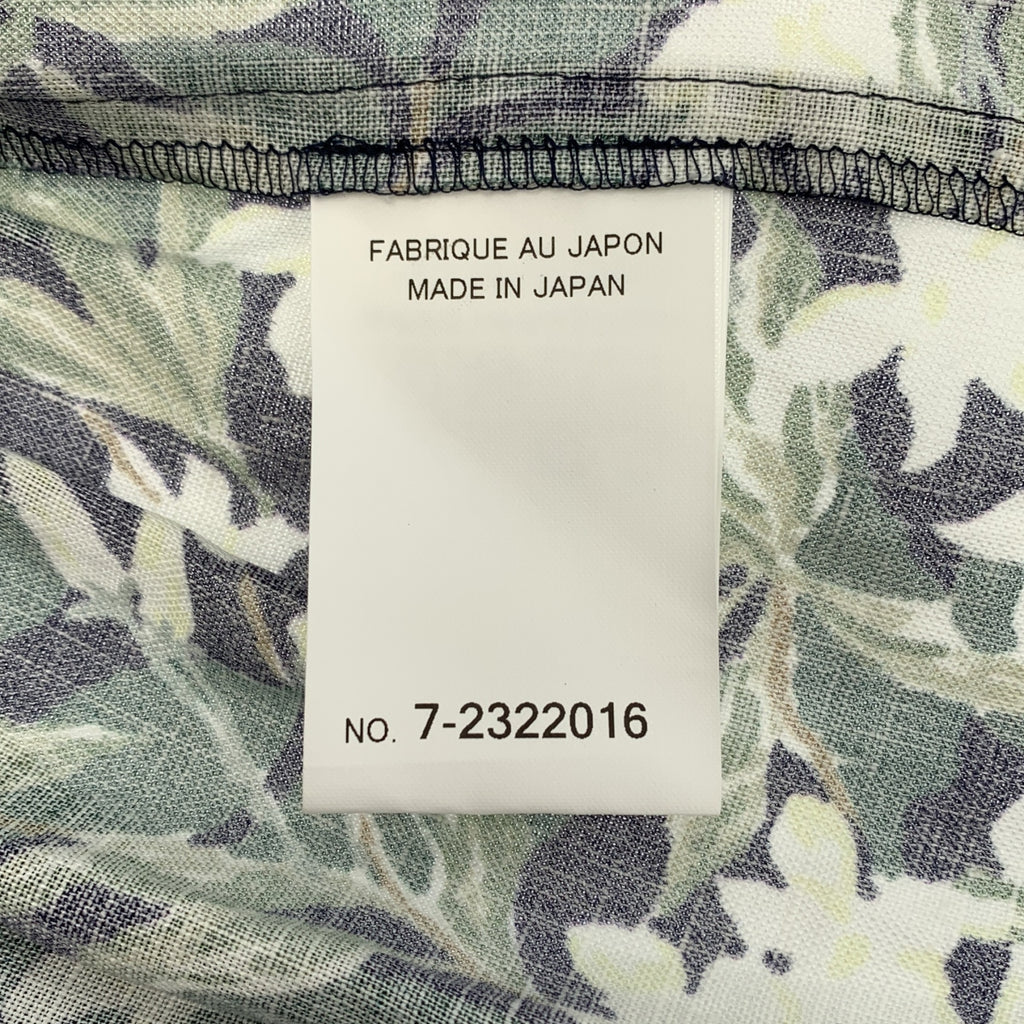 FABRIQUE AU JAPON
MADE IN JAPAN
NO. 7-2322016